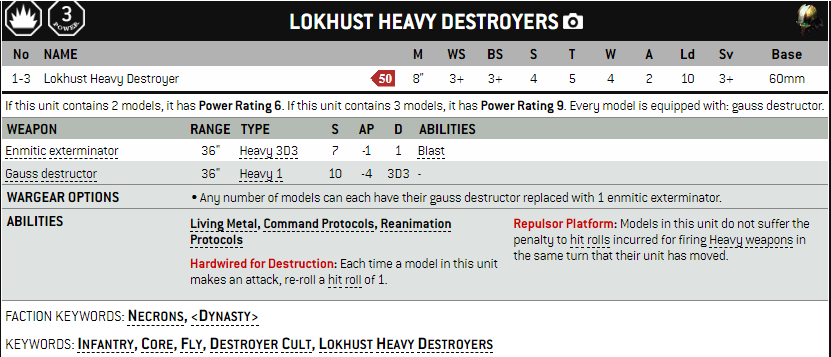 3
POWER
LOKHUST HEAVY DESTROYERS
No NAME M WS BS S T W A Ld Sv Base
1-3 Lokhust Heavy Destroyer 50 8" 3+ 3+ 4 5 4 2 10 3+ 60mm
If this unit contains 2 models, it has Power Rating 6. If this unit contains 3 models, it has Power Rating 9. Every model is equipped with: gauss destructor.
WEAPON RANGE TYPE S AP D ABILITIES
Enmitic exterminator 36" Heavy 3D3 7 -1 1 Blast
Gauss destructor 36" Heavy 1 10 -4 3D3 -
WARGEAR OPTIONS • Any number of models can each have their gauss destructor replaced with 1 enmitic exterminator.
ABILITIES
Living Metal, Command Protocols, Reanimation
Protocols
Hardwired for Destruction: Each time a model in this unit
makes an attack, re-roll a hit roll of 1.
Repulsor Platform: Models in this unit do not suffer the
penalty to hit rolls incurred for firing Heavy weapons in
the same turn that their unit has moved.
FACTION KEYWORDS: NECRONS, <DYNASTY>
KEYWORDS: INFANTRY, CORE, FLY, DESTROYER CULT, LOKHUST HEAVY DESTROYERS